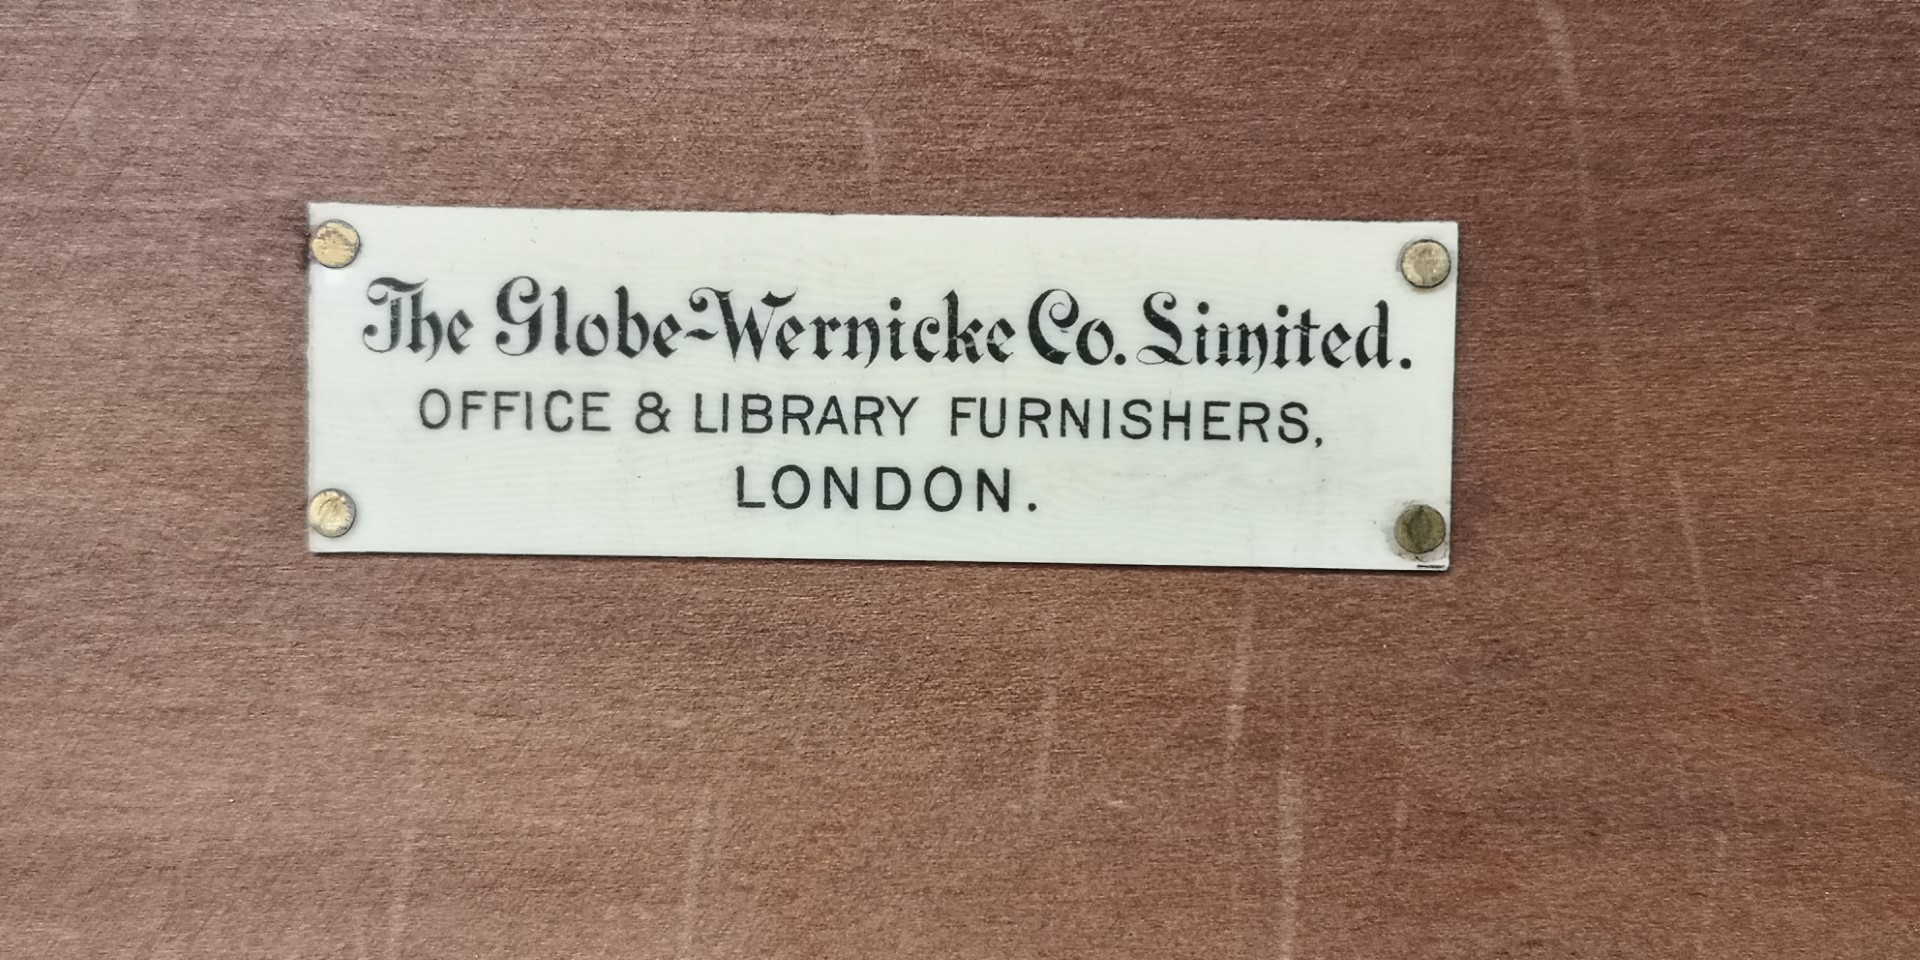 The Globe-Wernicke Co. Limited.
OFFICE & LIBRARY FURNISHERS,
LONDON.